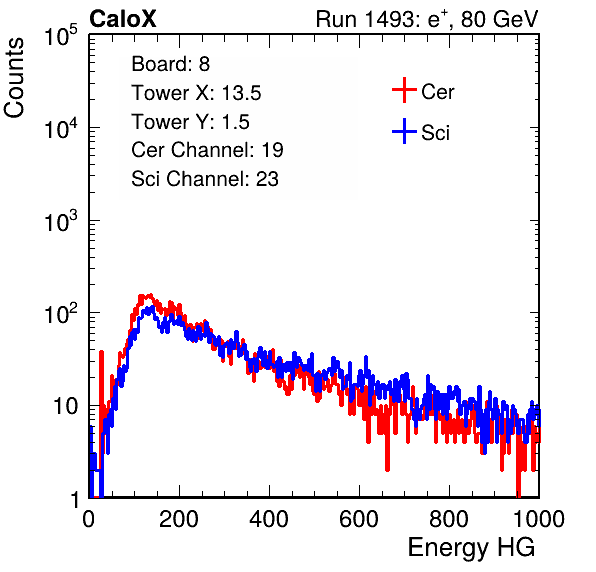 CaloX Run 1493: e⁺, 80 GeV
Board: 8
Tower X: 13.5
Tower Y: 1.5
Cer Channel: 19
Sci Channel: 23
Cer
Sci
Counts
10⁵
10⁴
10³
10²
10
1
0 200 400 600 800 1000
Energy HG